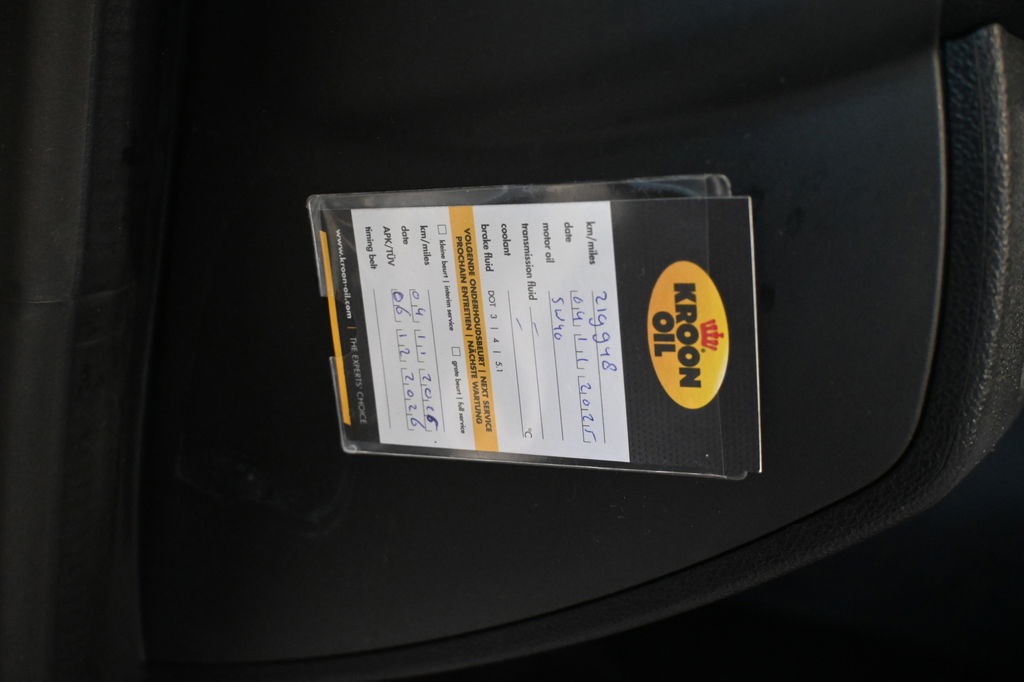 KROON
OIL
km/miles 219948
date 04 11 2025
motor oil 5W40
transmission fluid –
coolant – °C
brake fluid DOT 3 | 4 | 5.1
VOLGENDE ONDERHOUDSBEURT | NEXT SERVICE
PROCHAIN ENTRETIEN | NÄCHSTE WARTUNG
kleine beurt | interim service grote beurt | full service
km/miles
date 04 11 2026
APK/TÜV 06 12 2026
timing belt
www.kroon-oil.com | THE EXPERTS' CHOICE